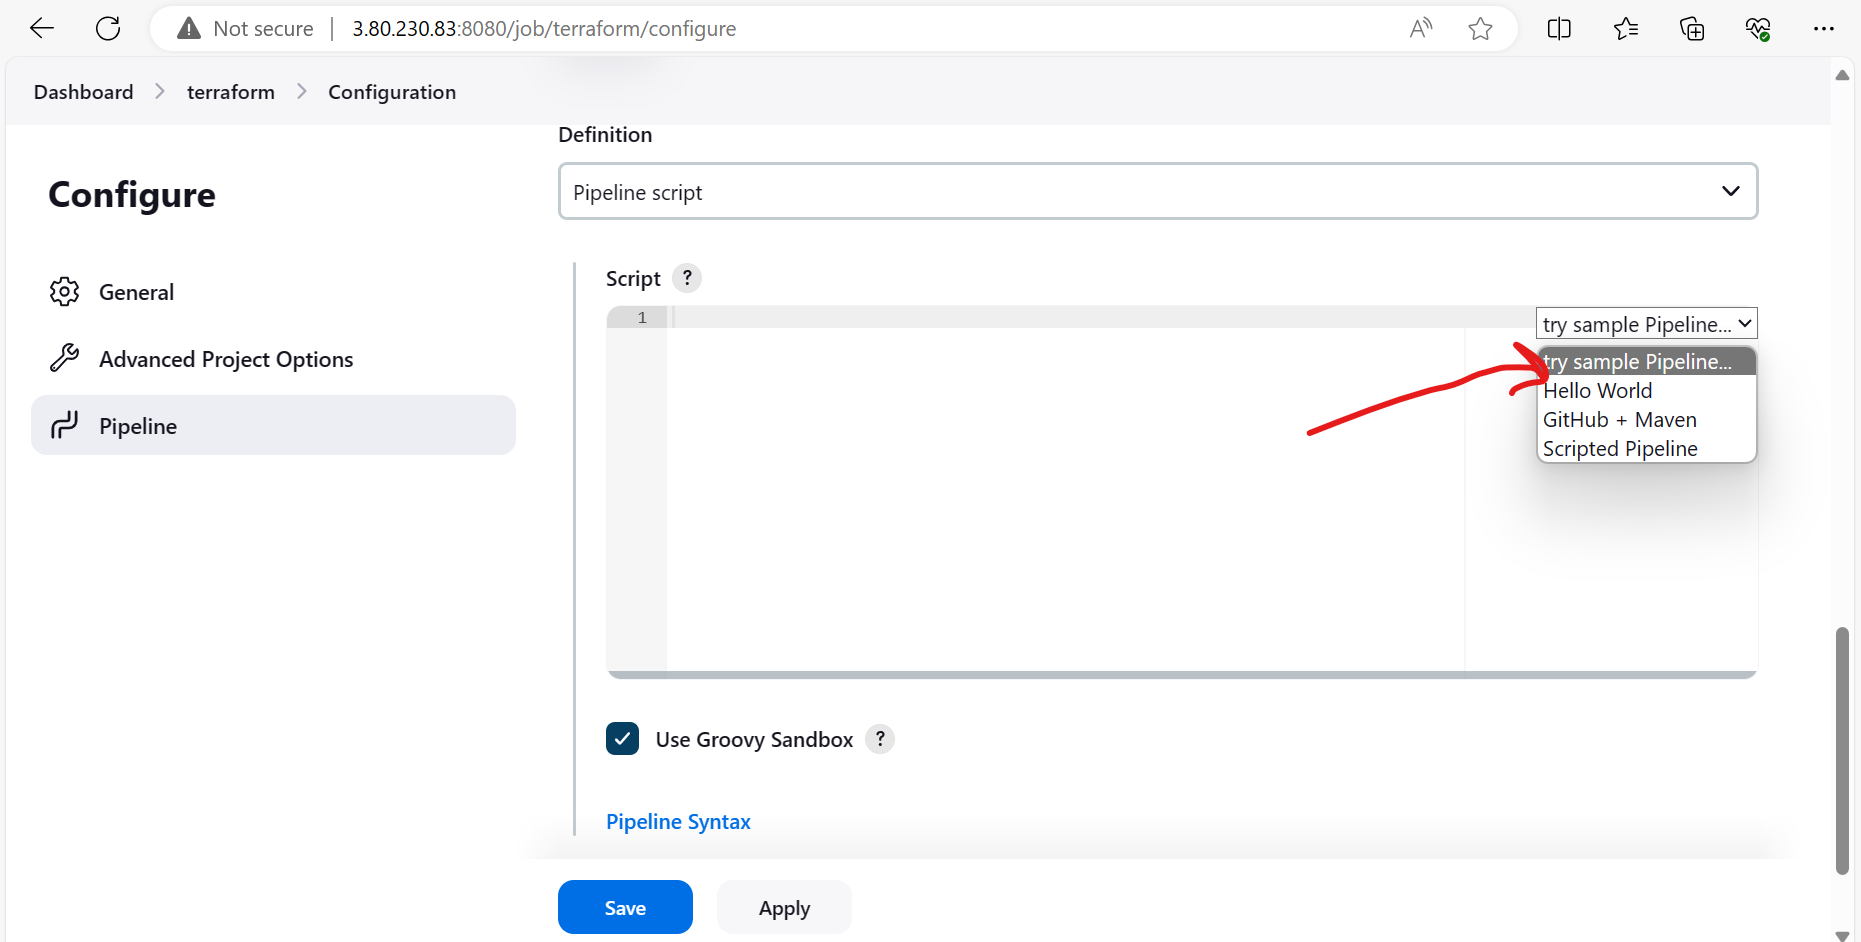 Not secure
3.80.230.83:8080/job/terraform/configure
Dashboard > terraform > Configuration
Configure
General
Advanced Project Options
Pipeline
Definition
Pipeline script
Script ?
1
try sample Pipeline...
try sample Pipeline...
Hello World
GitHub + Maven
Scripted Pipeline
Use Groovy Sandbox ?
Pipeline Syntax
Save
Apply